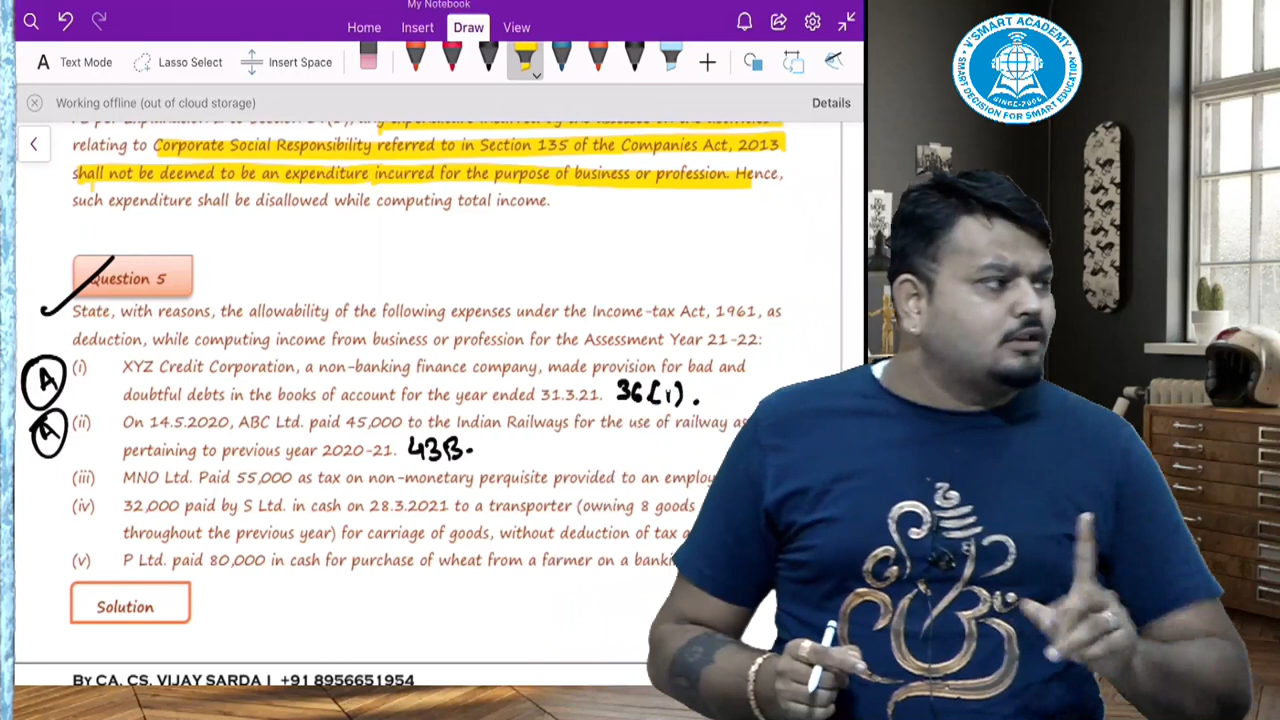 My Notebook
Home Insert Draw View
A Text Mode Lasso Select Insert Space
Working offline (out of cloud storage) Details
relating to Corporate Social Responsibility referred to in Section 135 of the Companies Act, 2013
shall not be deemed to be an expenditure incurred for the purpose of business or profession. Hence,
such expenditure shall be disallowed while computing total income.
Question 5
State, with reasons, the allowability of the following expenses under the Income-tax Act, 1961, as
deduction, while computing income from business or profession for the Assessment Year 21-22:
A (i) XYZ Credit Corporation, a non-banking finance company, made provision for bad and
doubtful debts in the books of account for the year ended 31.3.21. 36(1).
A (ii) On 14.5.2020, ABC Ltd. paid 45,000 to the Indian Railways for the use of railway as
pertaining to previous year 2020-21. 43B.
(iii) MNO Ltd. Paid 55,000 as tax on non-monetary perquisite provided to an
(iv) 32,000 paid by S Ltd. in cash on 28.3.2021 to a transporter (owning 8 goods
throughout the previous year) for carriage of goods, without deduction of tax
(v) P Ltd. paid 80,000 in cash for purchase of wheat from a farmer on a
Solution
By CA. CS. VIJAY SARDA | +91 8956651954
V'SMART ACADEMY
SINCE-2006
SMART DECISION FOR SMART EDUCATION